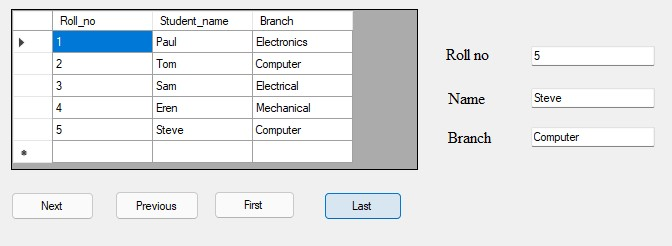 Roll_no Student_name Branch
1 Paul Electronics
2 Tom Computer
3 Sam Electrical
4 Eren Mechanical
5 Steve Computer
Roll no 5
Name Steve
Branch Computer
Next Previous First Last